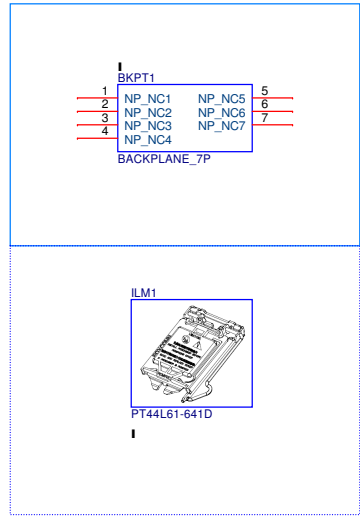 BKPT1
1 NP_NC1 NP_NC5 5
2 NP_NC2 NP_NC6 6
3 NP_NC3 NP_NC7 7
4 NP_NC4
BACKPLANE_7P
ILM1
PT44L61-641D